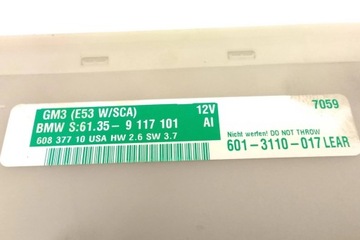 GM3 (E53 W/SCA) 12V
BMW S:61.35- 9 117 101 AI
608 377 10 USA HW 2.6 SW 3.7
7059
Nicht werfen! DO NOT THROW
601-3110-017 LEAR